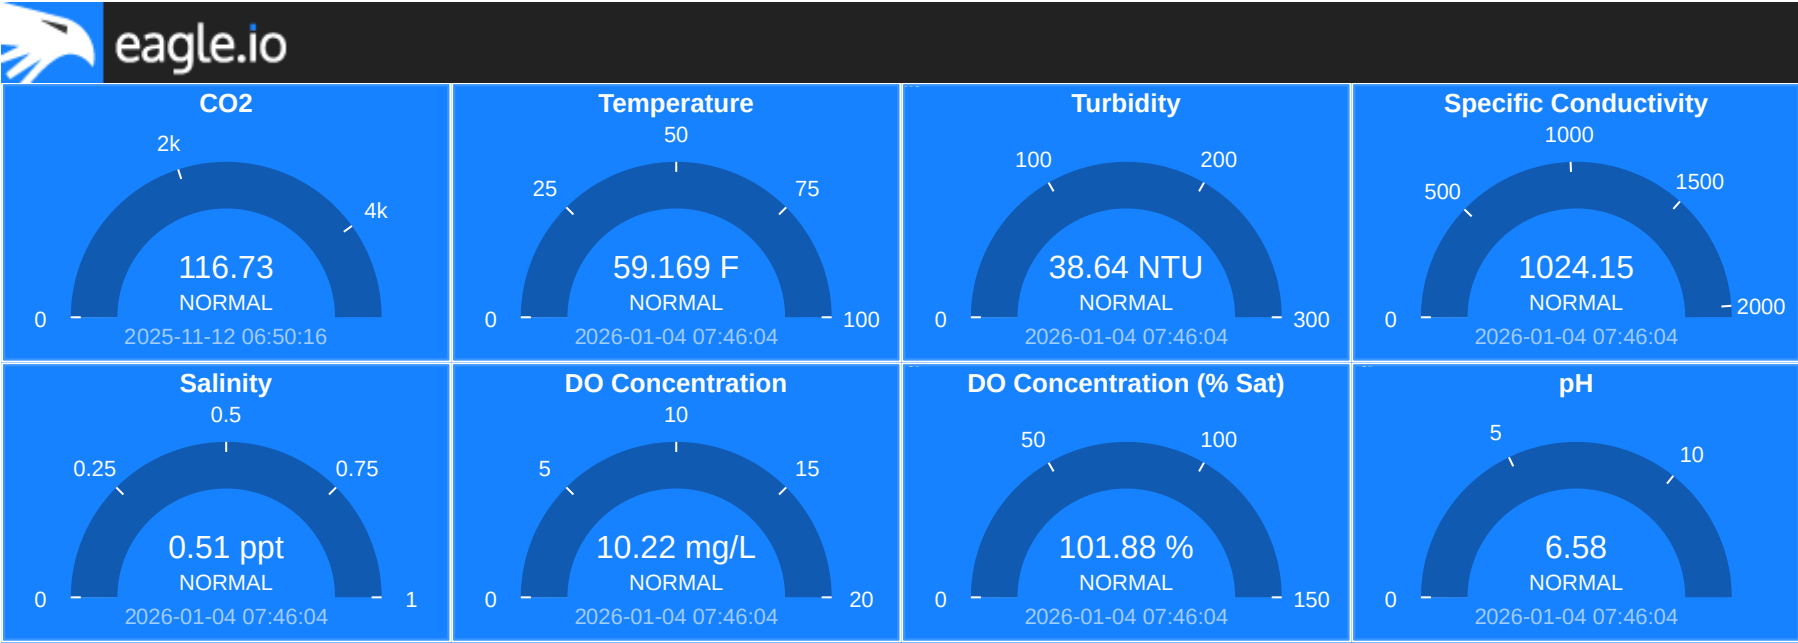 eagle.io
CO2
2k
4k
0
116.73
NORMAL
2025-11-12 06:50:16
Temperature
50
25
75
0
100
59.169 F
NORMAL
2026-01-04 07:46:04
Turbidity
100
200
0
300
38.64 NTU
NORMAL
2026-01-04 07:46:04
Specific Conductivity
1000
500
1500
0
2000
1024.15
NORMAL
2026-01-04 07:46:04
Salinity
0.5
0.25
0.75
0
1
0.51 ppt
NORMAL
2026-01-04 07:46:04
DO Concentration
10
5
15
0
20
10.22 mg/L
NORMAL
2026-01-04 07:46:04
DO Concentration (% Sat)
50
100
0
150
101.88 %
NORMAL
2026-01-04 07:46:04
pH
5
10
0
6.58
NORMAL
2026-01-04 07:46:04